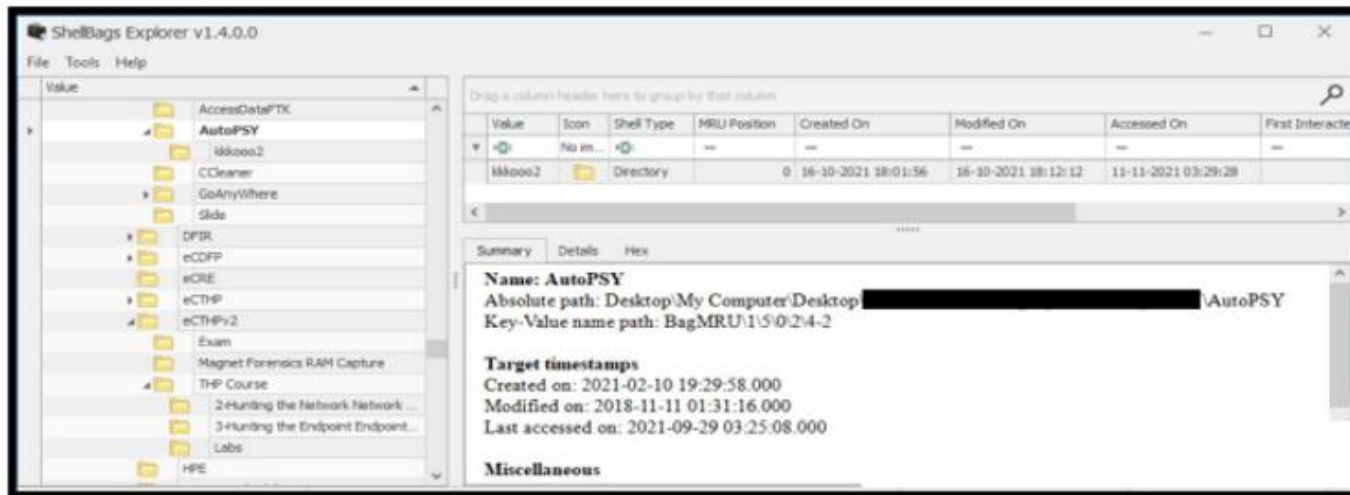 ShellBags Explorer v1.4.0.0
File Tools Help
Value
AccessDataFTK
AutoPSY
kkkooo2
CCleaner
GoAnyWhere
Slide
DFIR
eCDFP
eCRE
eCTHP
eCTHPv2
Exam
Magnet Forensics RAM Capture
THP Course
2-Hunting the Network Network ...
3-Hunting the Endpoint Endpoint...
Labs
HPE
Drag a column header here to group by that column
Value Icon Shell Type MRU Position Created On Modified On Accessed On First Interacte
No im...
kkkooo2 Directory 0 16-10-2021 18:01:56 16-10-2021 18:12:12 11-11-2021 03:29:28
Summary Details Hex
Name: AutoPSY
Absolute path: Desktop\My Computer\Desktop\ \AutoPSY
Key-Value name path: BagMRU\1\5\0\2\4-2
Target timestamps
Created on: 2021-02-10 19:29:58.000
Modified on: 2018-11-11 01:31:16.000
Last accessed on: 2021-09-29 03:25:08.000
Miscellaneous